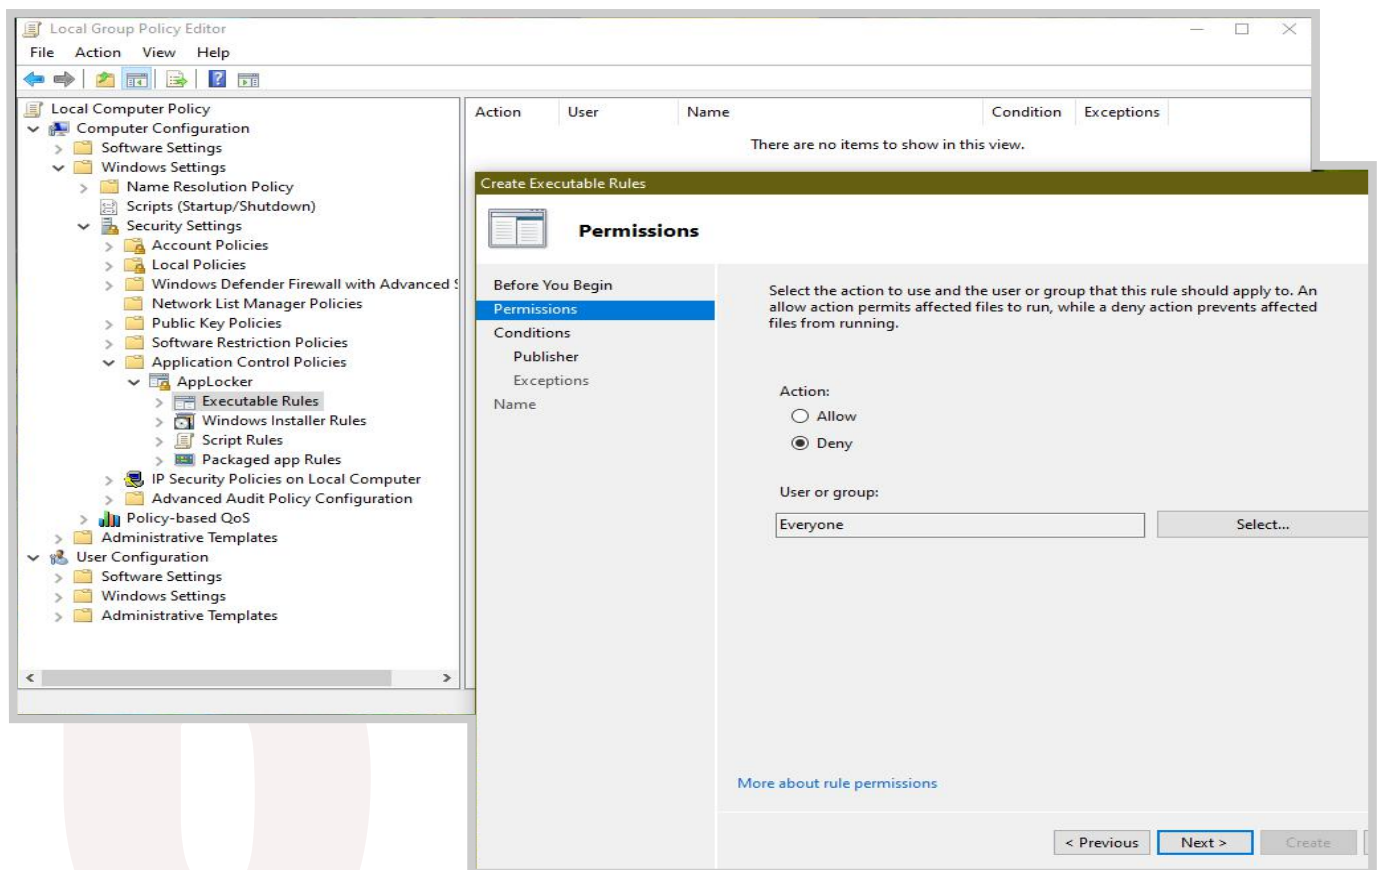 Local Group Policy Editor
File Action View Help
Local Computer Policy
Computer Configuration
Software Settings
Windows Settings
Name Resolution Policy
Scripts (Startup/Shutdown)
Security Settings
Account Policies
Local Policies
Windows Defender Firewall with Advanced
Network List Manager Policies
Public Key Policies
Software Restriction Policies
Application Control Policies
AppLocker
Executable Rules
Windows Installer Rules
Script Rules
Packaged app Rules
IP Security Policies on Local Computer
Advanced Audit Policy Configuration
Policy-based QoS
Administrative Templates
User Configuration
Software Settings
Windows Settings
Administrative Templates
Action User Name Condition Exceptions
There are no items to show in this view.
Create Executable Rules
Permissions
Before You Begin
Permissions
Conditions
Publisher
Exceptions
Name
Select the action to use and the user or group that this rule should apply to. An
allow action permits affected files to run, while a deny action prevents affected
files from running.
Action:
Allow
Deny
User or group:
Everyone
Select...
More about rule permissions
< Previous Next > Create